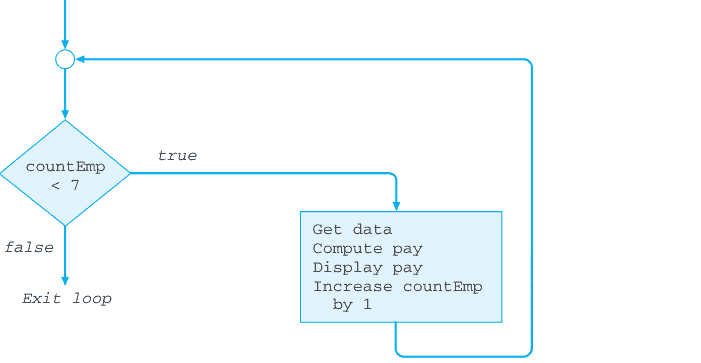 countEmp
< 7
true
false
Exit loop
Get data
Compute pay
Display pay
Increase countEmp
by 1